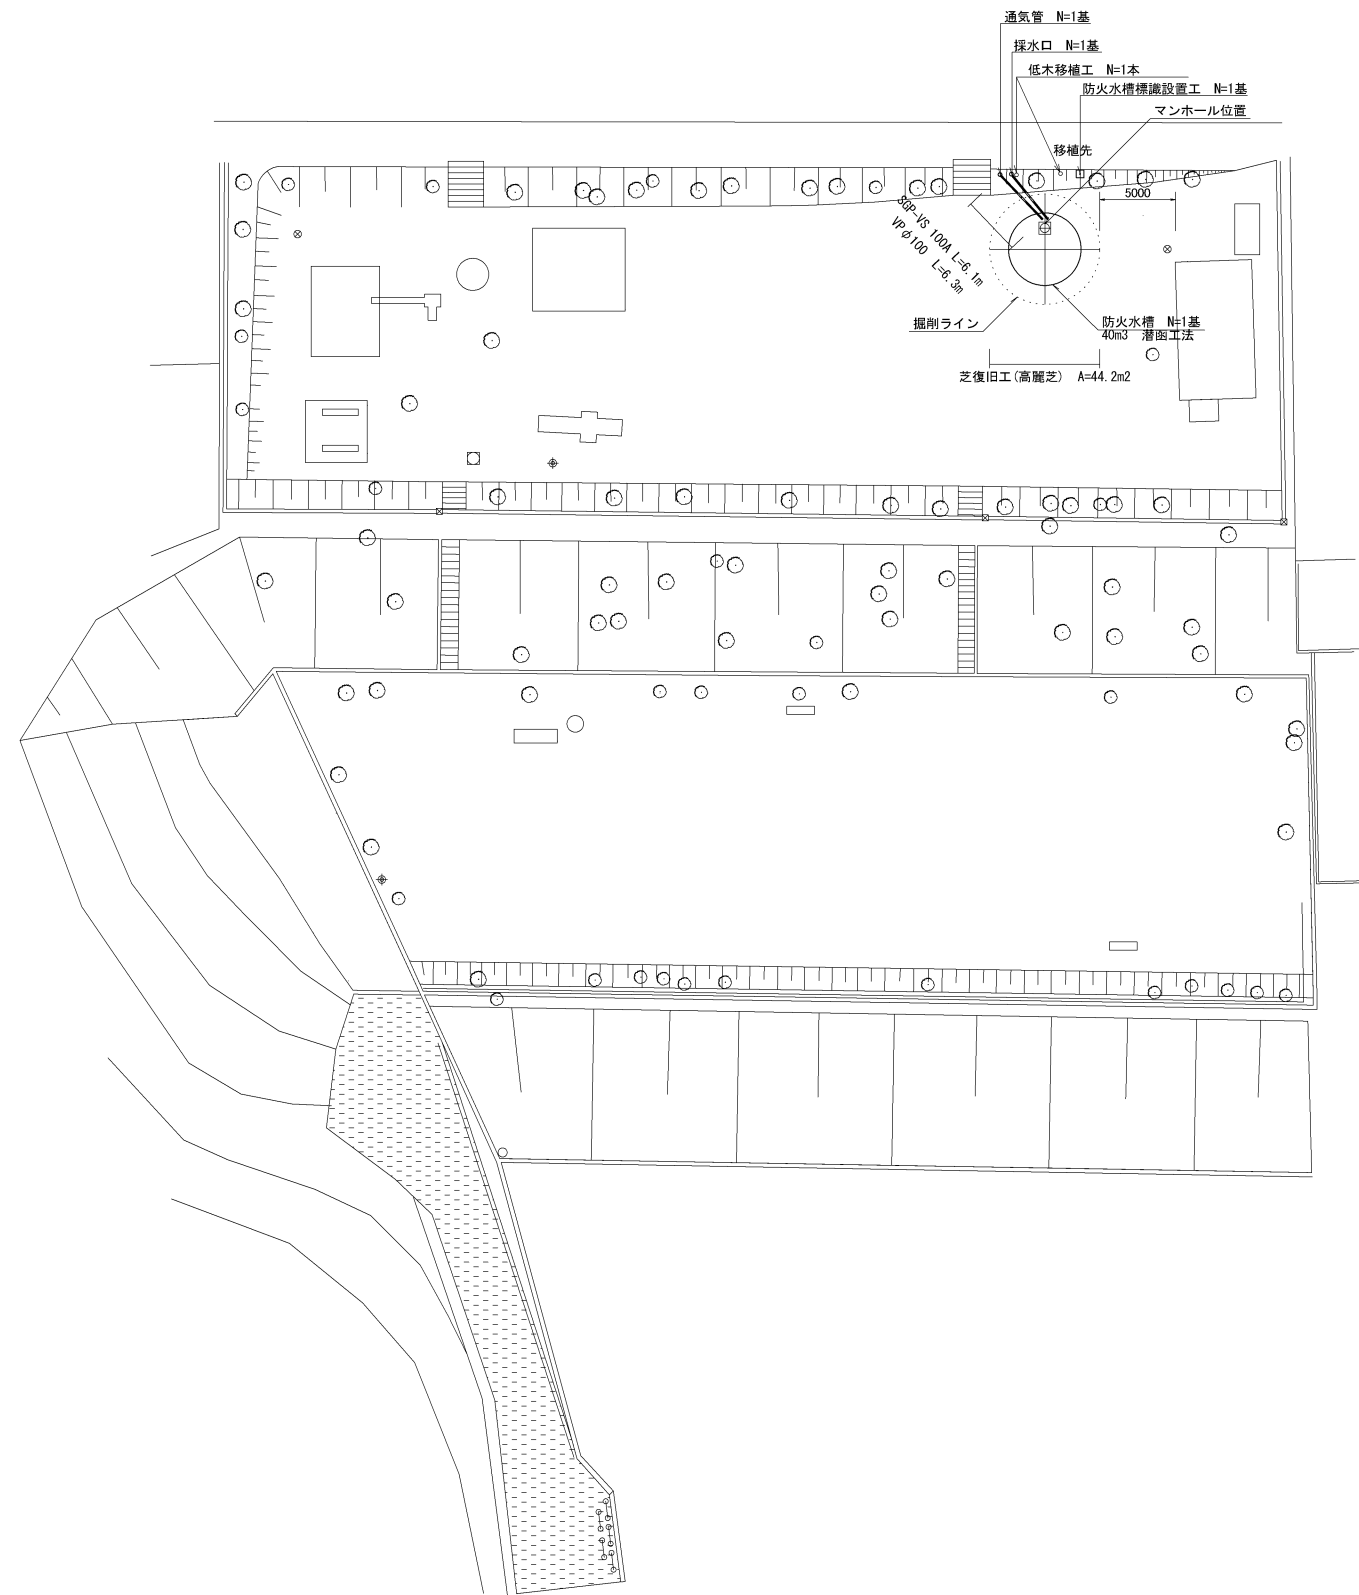 通気管 N=1基
採水口 N=1基
低木移植工 N=1本
防火水槽標識設置工 N=1基
マンホール位置
移植先
5000
SGP-VS 100A L=6.1m
VPφ100 L=6.3m
掘削ライン
防火水槽 N=1基
40m3 潜函工法
芝復旧工(高麗芝) A=44.2m2